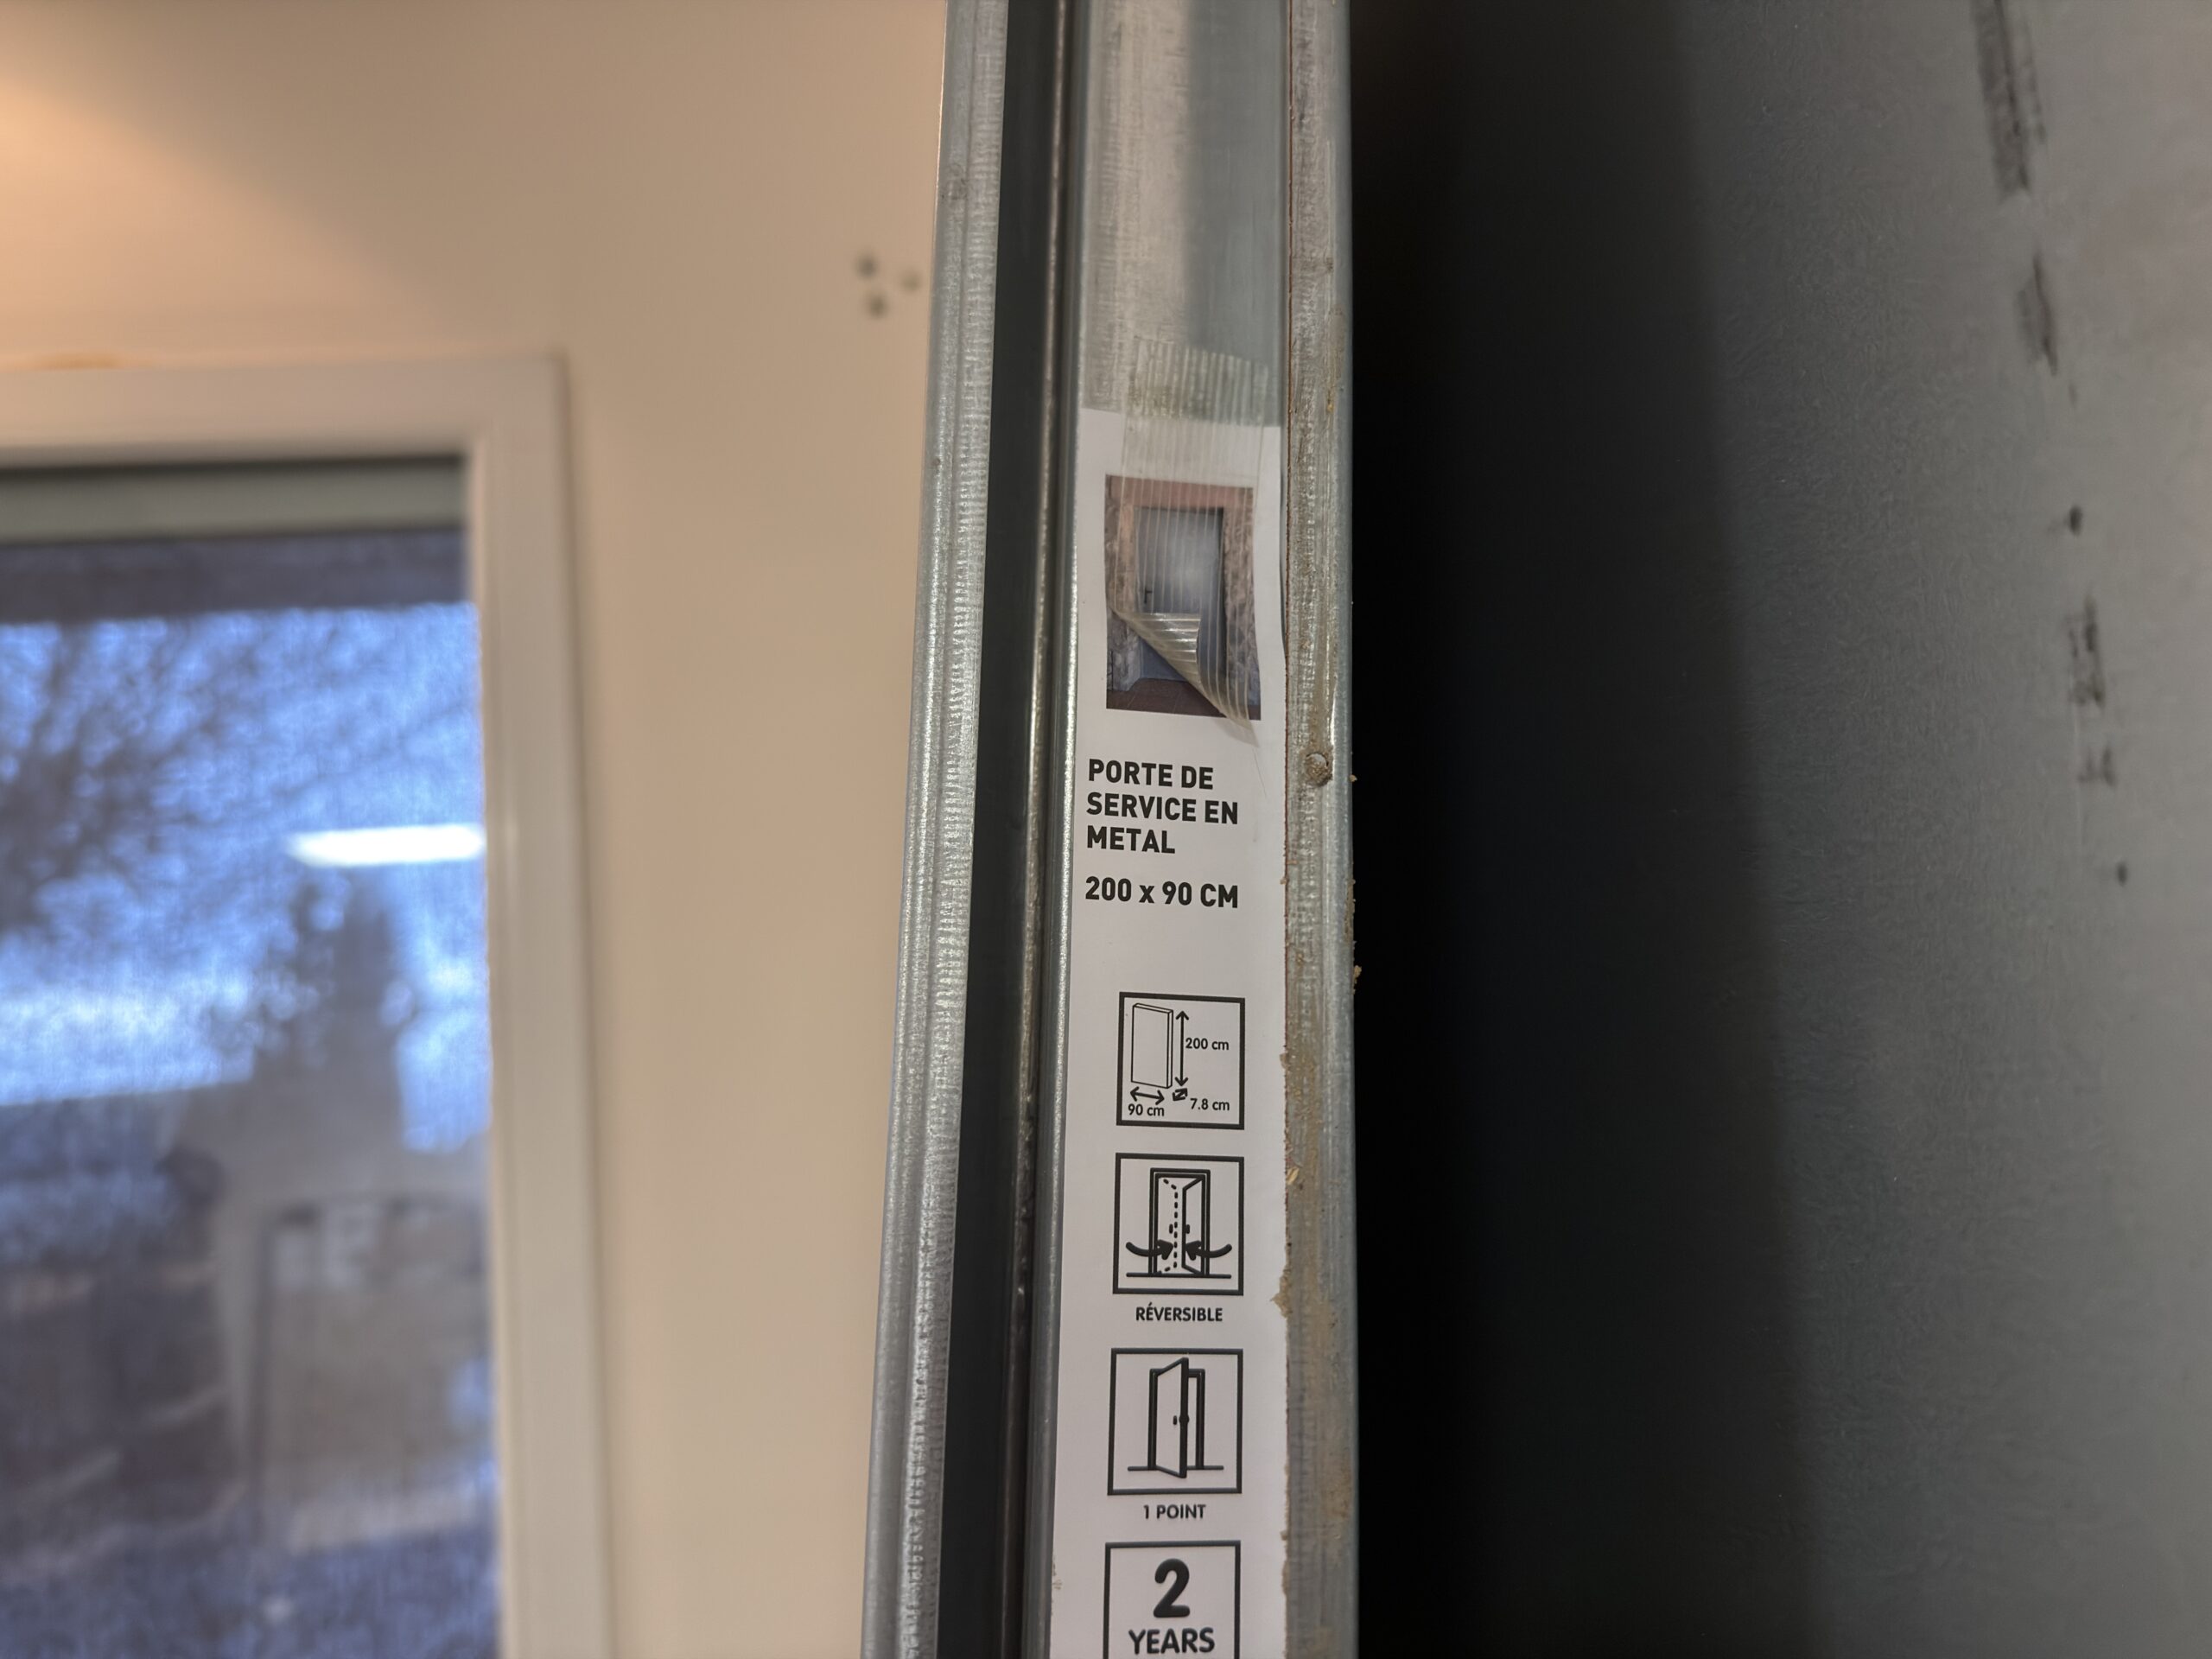 PORTE DE
SERVICE EN
METAL
200 x 90 CM
200 cm
90 cm
7.8 cm
RÉVERSIBLE
1 POINT
2
YEARS